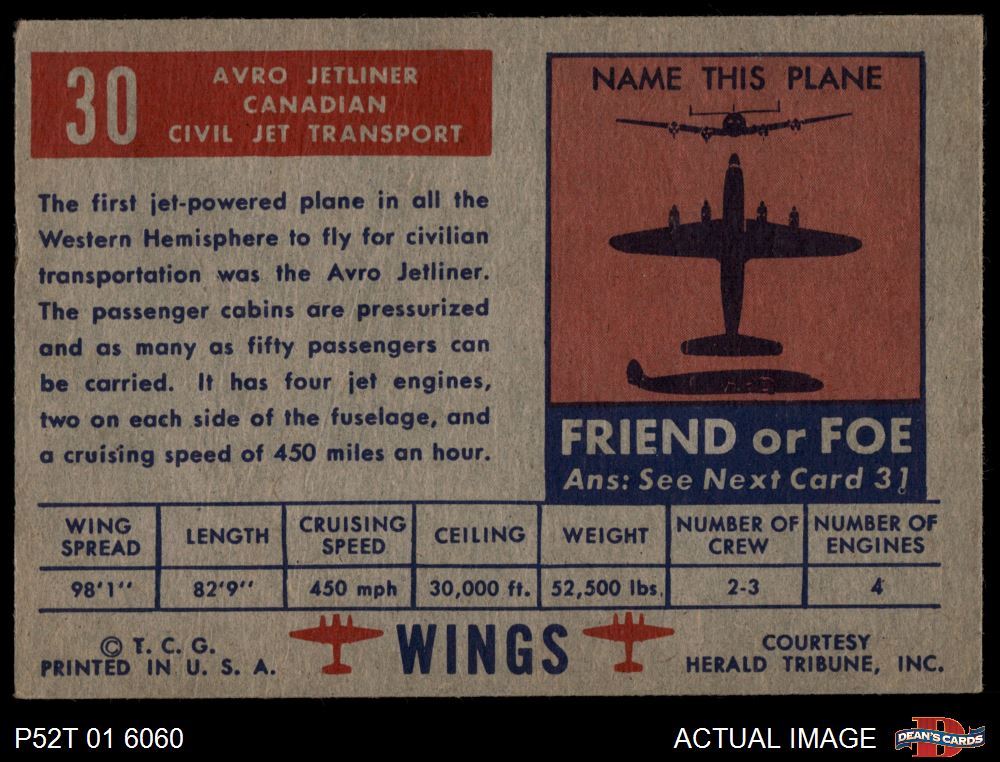 30
AVRO JETLINER
CANADIAN
CIVIL JET TRANSPORT
The first jet-powered plane in all the
Western Hemisphere to fly for civilian
transportation was the Avro Jetliner.
The passenger cabins are pressurized
and as many as fifty passengers can
be carried. It has four jet engines,
two on each side of the fuselage, and
a cruising speed of 450 miles an hour.
NAME THIS PLANE
FRIEND or FOE
Ans: See Next Card 31
WING SPREAD
LENGTH
CRUISING SPEED
CEILING
WEIGHT
NUMBER OF CREW
NUMBER OF ENGINES
98'1"
82'9"
450 mph
30,000 ft.
52,500 lbs.
2-3
4
© T. C. G.
PRINTED IN U. S. A.
WINGS
COURTESY
HERALD TRIBUNE, INC.
P52T 01 6060
ACTUAL IMAGE
DEAN'S CARDS